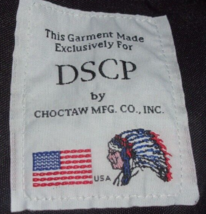 This Garment Made
Exclusively For
DSCP
by
CHOCTAW MFG. CO., INC.
USA